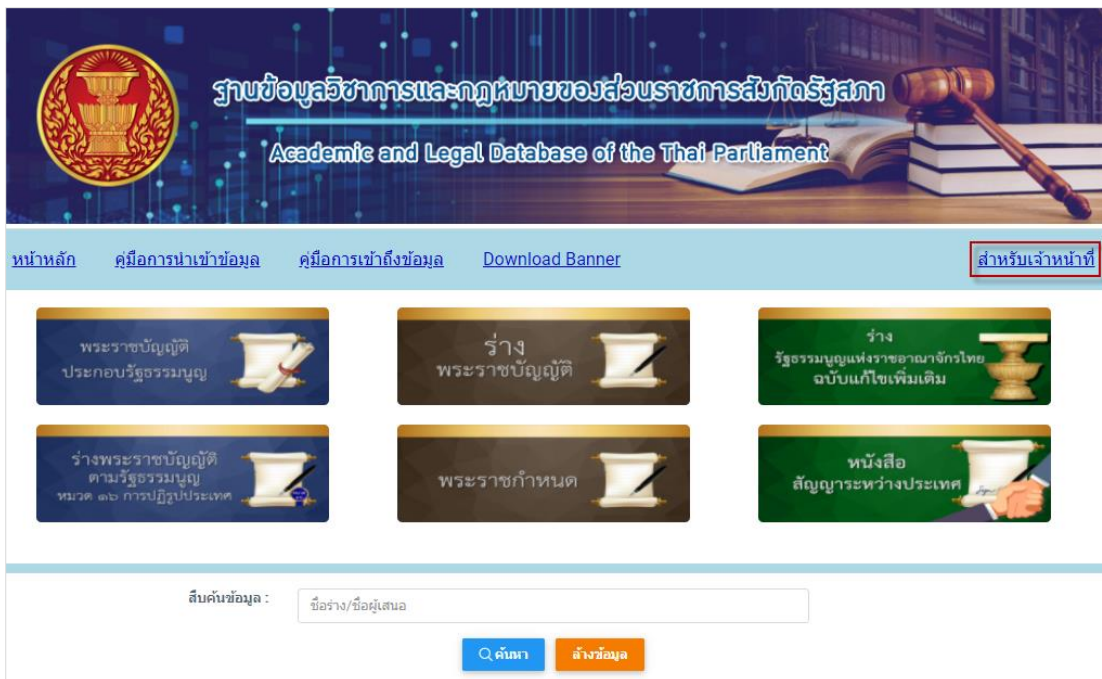 ฐานข้อมูลวิชาการและกฎหมายของส่วนราชการสังกัดรัฐสภา
Academic and Legal Database of the Thai Parliament
หน้าหลัก คู่มือการนำเข้าข้อมูล คู่มือการเข้าถึงข้อมูล Download Banner สำหรับเจ้าหน้าที่
พระราชบัญญัติ
ประกอบรัฐธรรมนูญ
ร่าง
พระราชบัญญัติ
ร่าง
รัฐธรรมนูญแห่งราชอาณาจักรไทย
ฉบับแก้ไขเพิ่มเติม
ร่างพระราชบัญญัติ
ตามรัฐธรรมนูญ
หมวด ๑๖ การปฏิรูปประเทศ
พระราชกำหนด
หนังสือ
สัญญาระหว่างประเทศ
สืบค้นข้อมูล :
ชื่อร่าง/ชื่อผู้เสนอ
ค้นหา ล้างข้อมูล